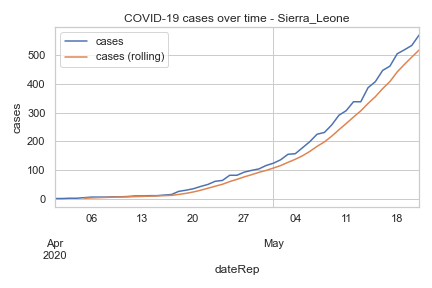 COVID-19 cases over time - Sierra_Leone
cases
cases (rolling)
500
400
300
200
100
0
cases
06 13 20 27 04 11 18
Apr May
2020
dateRep